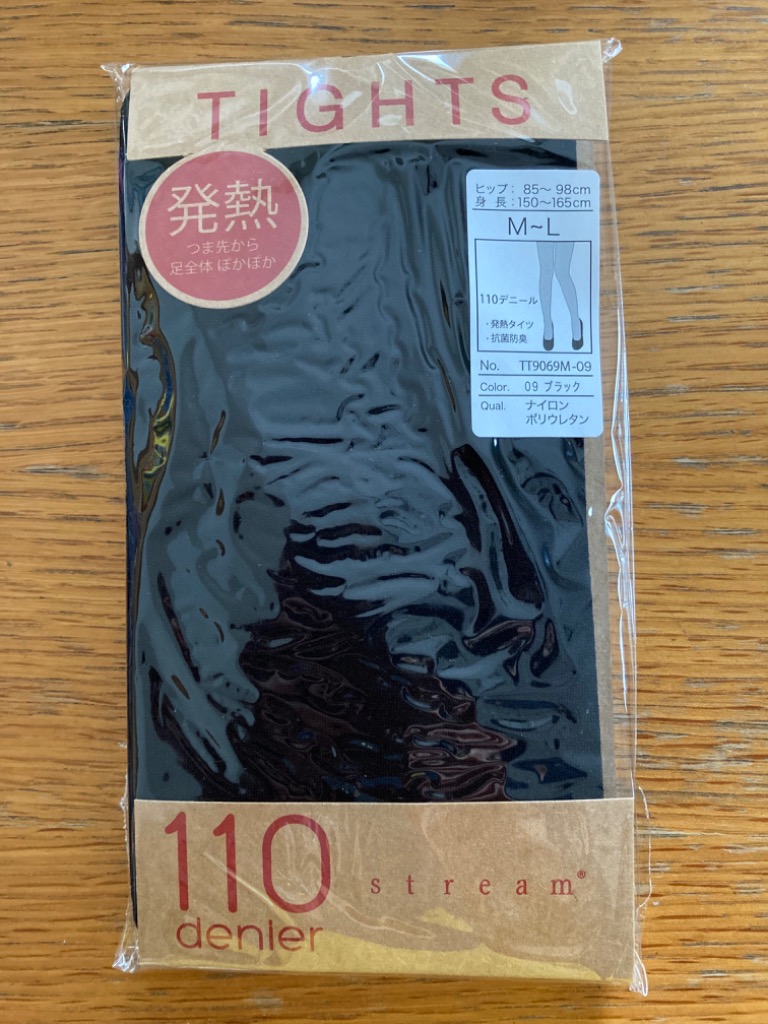 TIGHTS
発熱
つま先から
足全体 ぽかぽか
ヒップ： 85〜 98cm
身 長：150〜165cm
M~L
110デニール
・発熱タイツ
・抗菌防臭
No. TT9069M-09
Color. 09 ブラック
Qual. ナイロン
ポリウレタン
110
denier
stream®